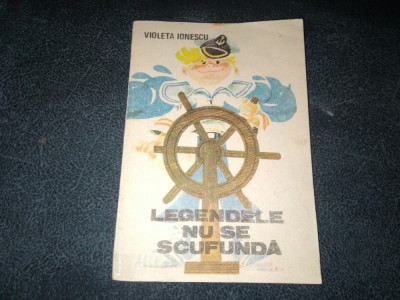 VIOLETA IONESCU
LEGENDELE
NU SE
SCUFUNDĂ